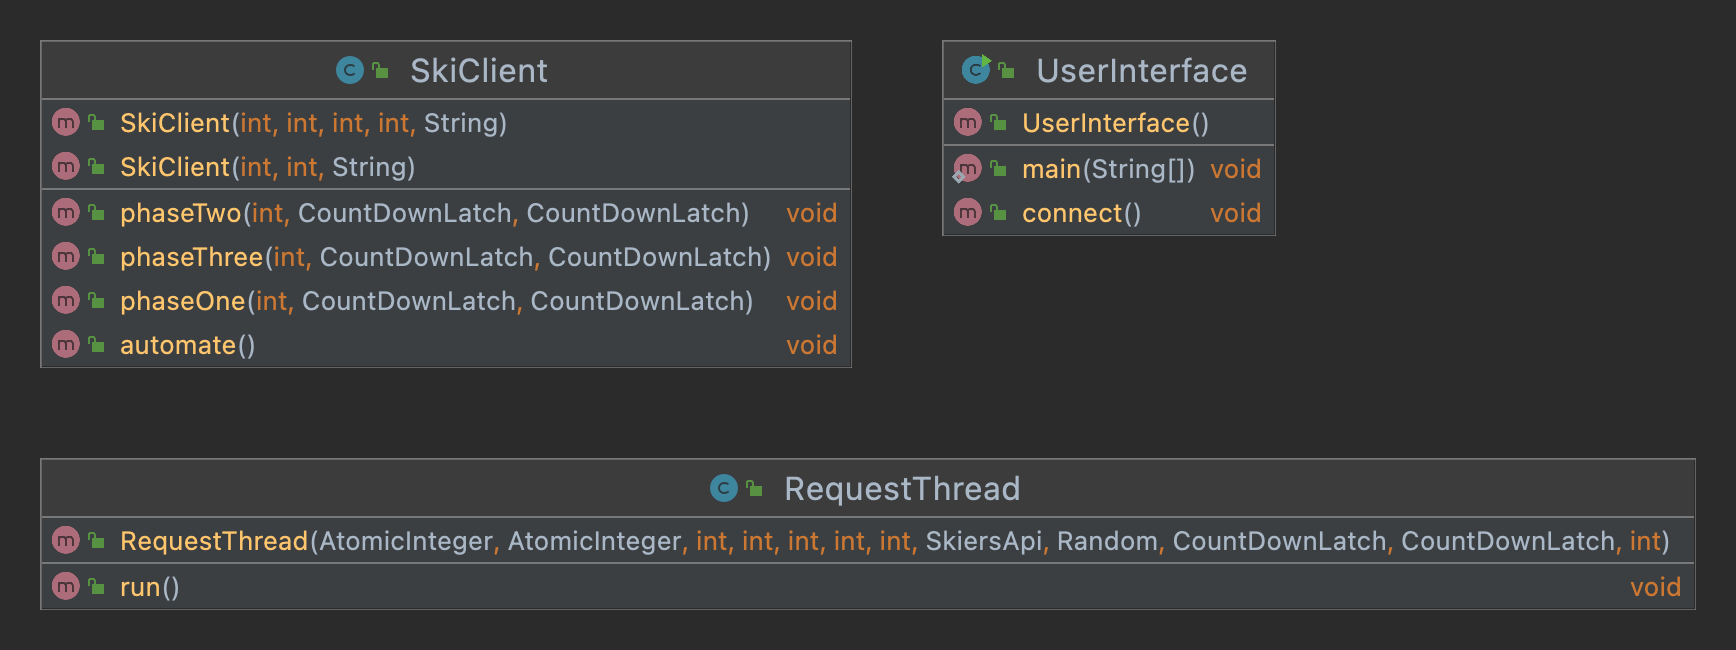 SkiClient
SkiClient(int, int, int, int, String)
SkiClient(int, int, String)
phaseTwo(int, CountDownLatch, CountDownLatch) void
phaseThree(int, CountDownLatch, CountDownLatch) void
phaseOne(int, CountDownLatch, CountDownLatch) void
automate() void
UserInterface
UserInterface()
main(String[]) void
connect() void
RequestThread
RequestThread(AtomicInteger, AtomicInteger, int, int, int, int, int, SkiersApi, Random, CountDownLatch, CountDownLatch, int)
run() void